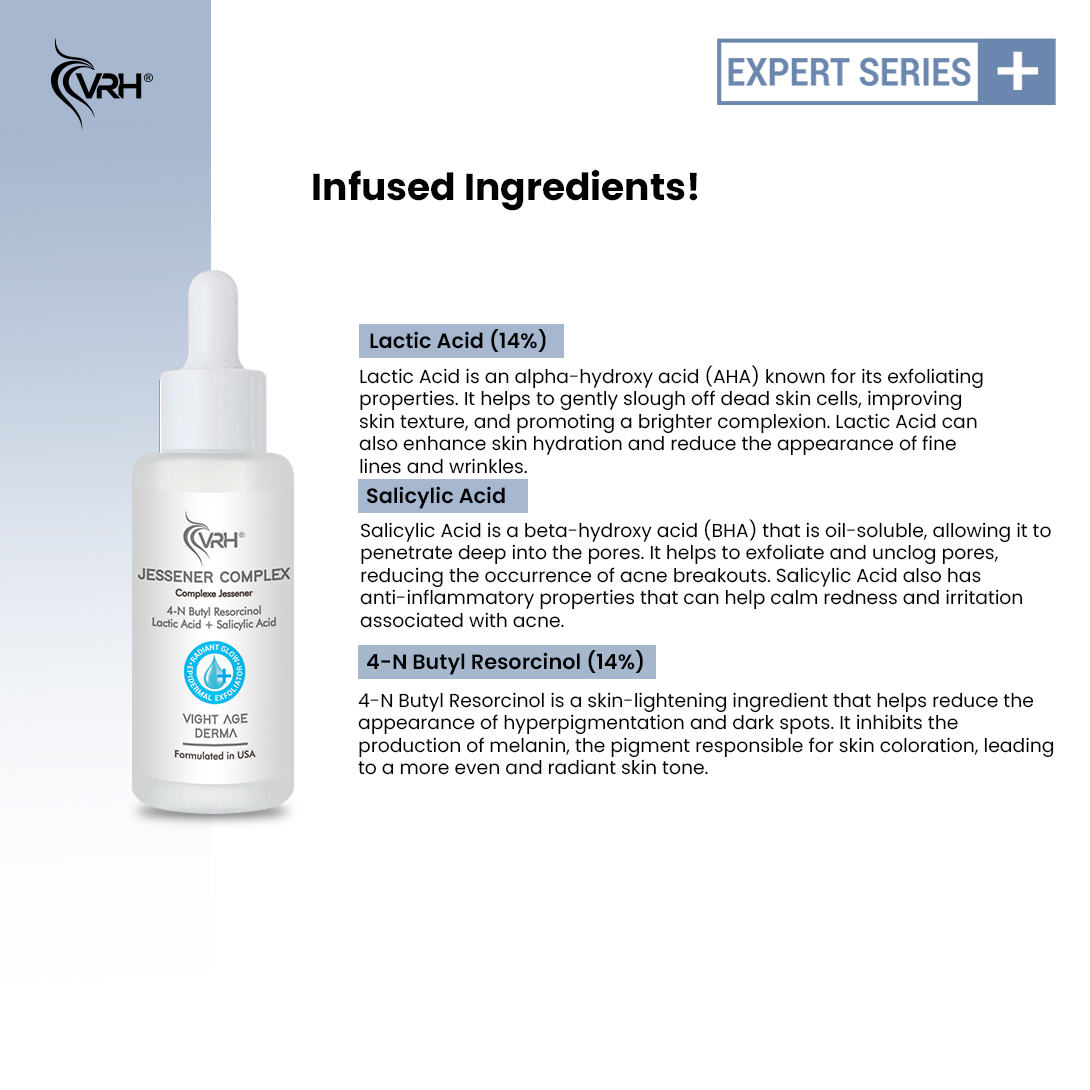 VRH®
EXPERT SERIES +
Infused Ingredients!
Lactic Acid (14%)
Lactic Acid is an alpha-hydroxy acid (AHA) known for its exfoliating
properties. It helps to gently slough off dead skin cells, improving
skin texture, and promoting a brighter complexion. Lactic Acid can
also enhance skin hydration and reduce the appearance of fine
lines and wrinkles.
Salicylic Acid
Salicylic Acid is a beta-hydroxy acid (BHA) that is oil-soluble, allowing it to
penetrate deep into the pores. It helps to exfoliate and unclog pores,
reducing the occurrence of acne breakouts. Salicylic Acid also has
anti-inflammatory properties that can help calm redness and irritation
associated with acne.
4-N Butyl Resorcinol (14%)
4-N Butyl Resorcinol is a skin-lightening ingredient that helps reduce the
appearance of hyperpigmentation and dark spots. It inhibits the
production of melanin, the pigment responsible for skin coloration, leading
to a more even and radiant skin tone.
VRH®
JESSENER COMPLEX
Complexe Jessener
4-N Butyl Resorcinol
Lactic Acid + Salicylic Acid
•RADIANT GLOW•
EPIDERMAL EXFOLIATOR
VIGHT AGE
DERMA
Formulated in USA